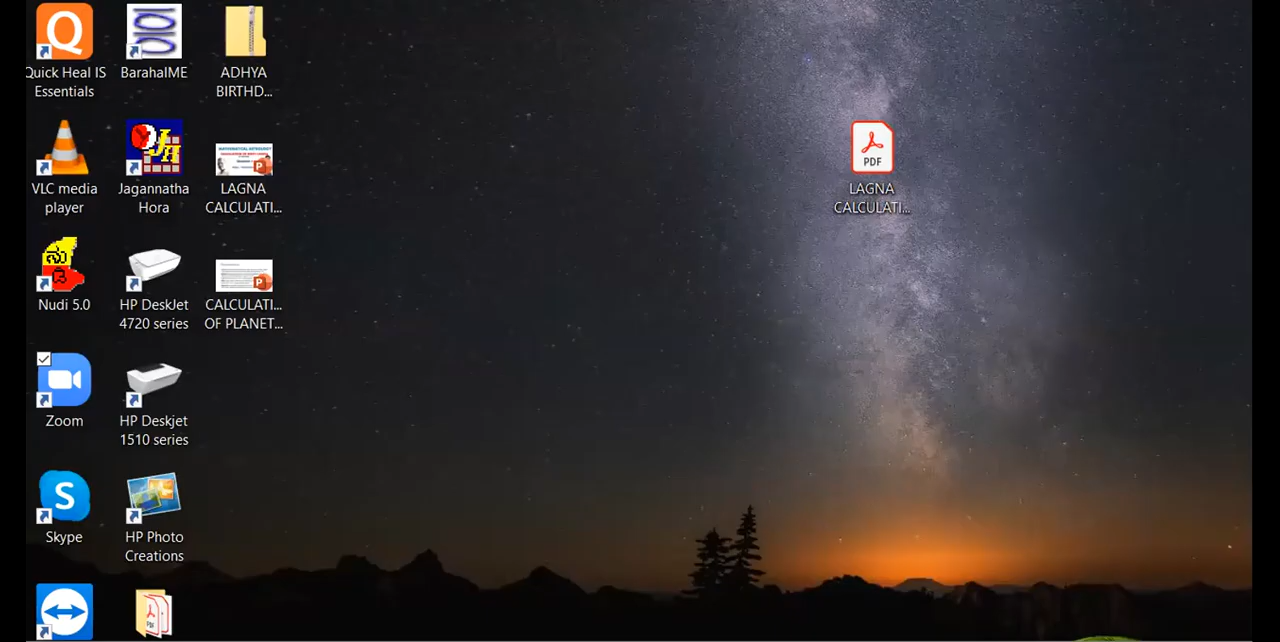 Quick Heal IS
Essentials
BarahaIME
ADHYA
BIRTHD...
VLC media
player
Jagannatha
Hora
LAGNA
CALCULATI...
PDF
LAGNA
CALCULATI...
Nudi 5.0
HP DeskJet
4720 series
CALCULATI...
OF PLANET...
Zoom
HP Deskjet
1510 series
S
Skype
HP Photo
Creations